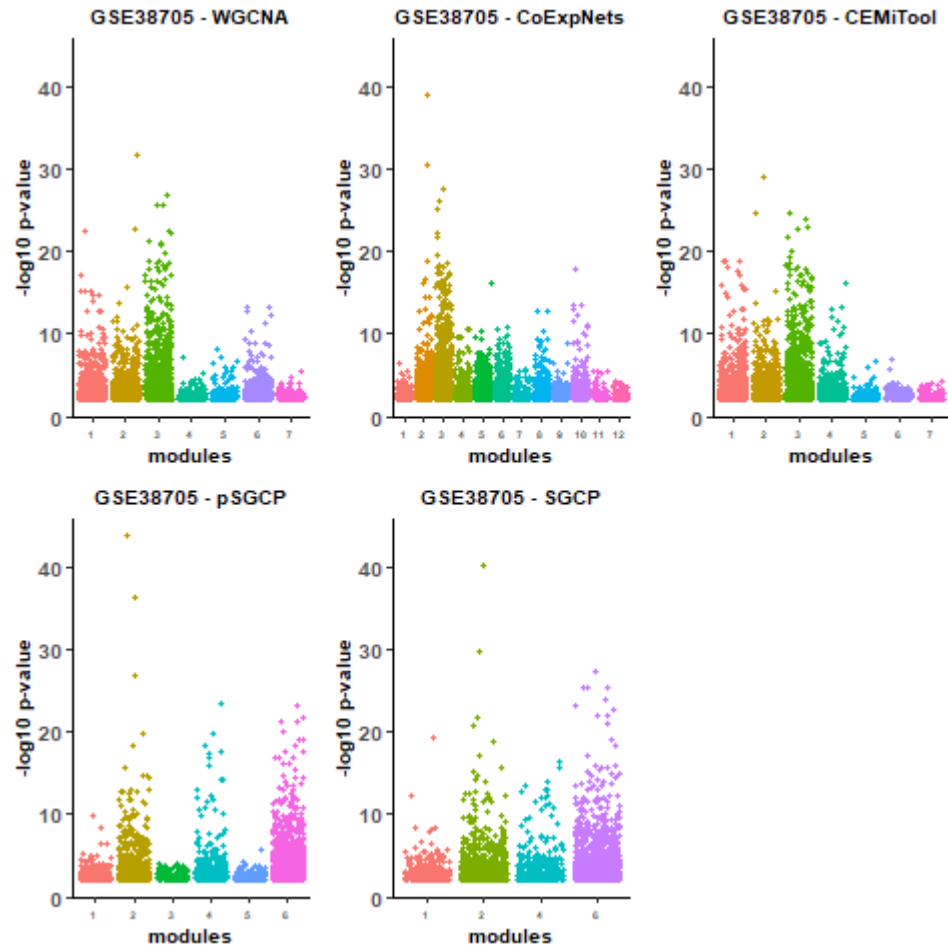 GSE38705 - WGCNA
GSE38705 - CoExpNets
GSE38705 - CEMiTool
-log10 p-value
40
30
20
10
0
1 2 3 4 5 6 7
modules
-log10 p-value
40
30
20
10
0
1 2 3 4 5 6 7 8 9 10 11 12
modules
-log10 p-value
40
30
20
10
0
1 2 3 4 5 6 7
modules
GSE38705 - pSGCP
GSE38705 - SGCP
-log10 p-value
40
30
20
10
0
1 2 3 4 5 6
modules
-log10 p-value
40
30
20
10
0
1 2 4 6
modules